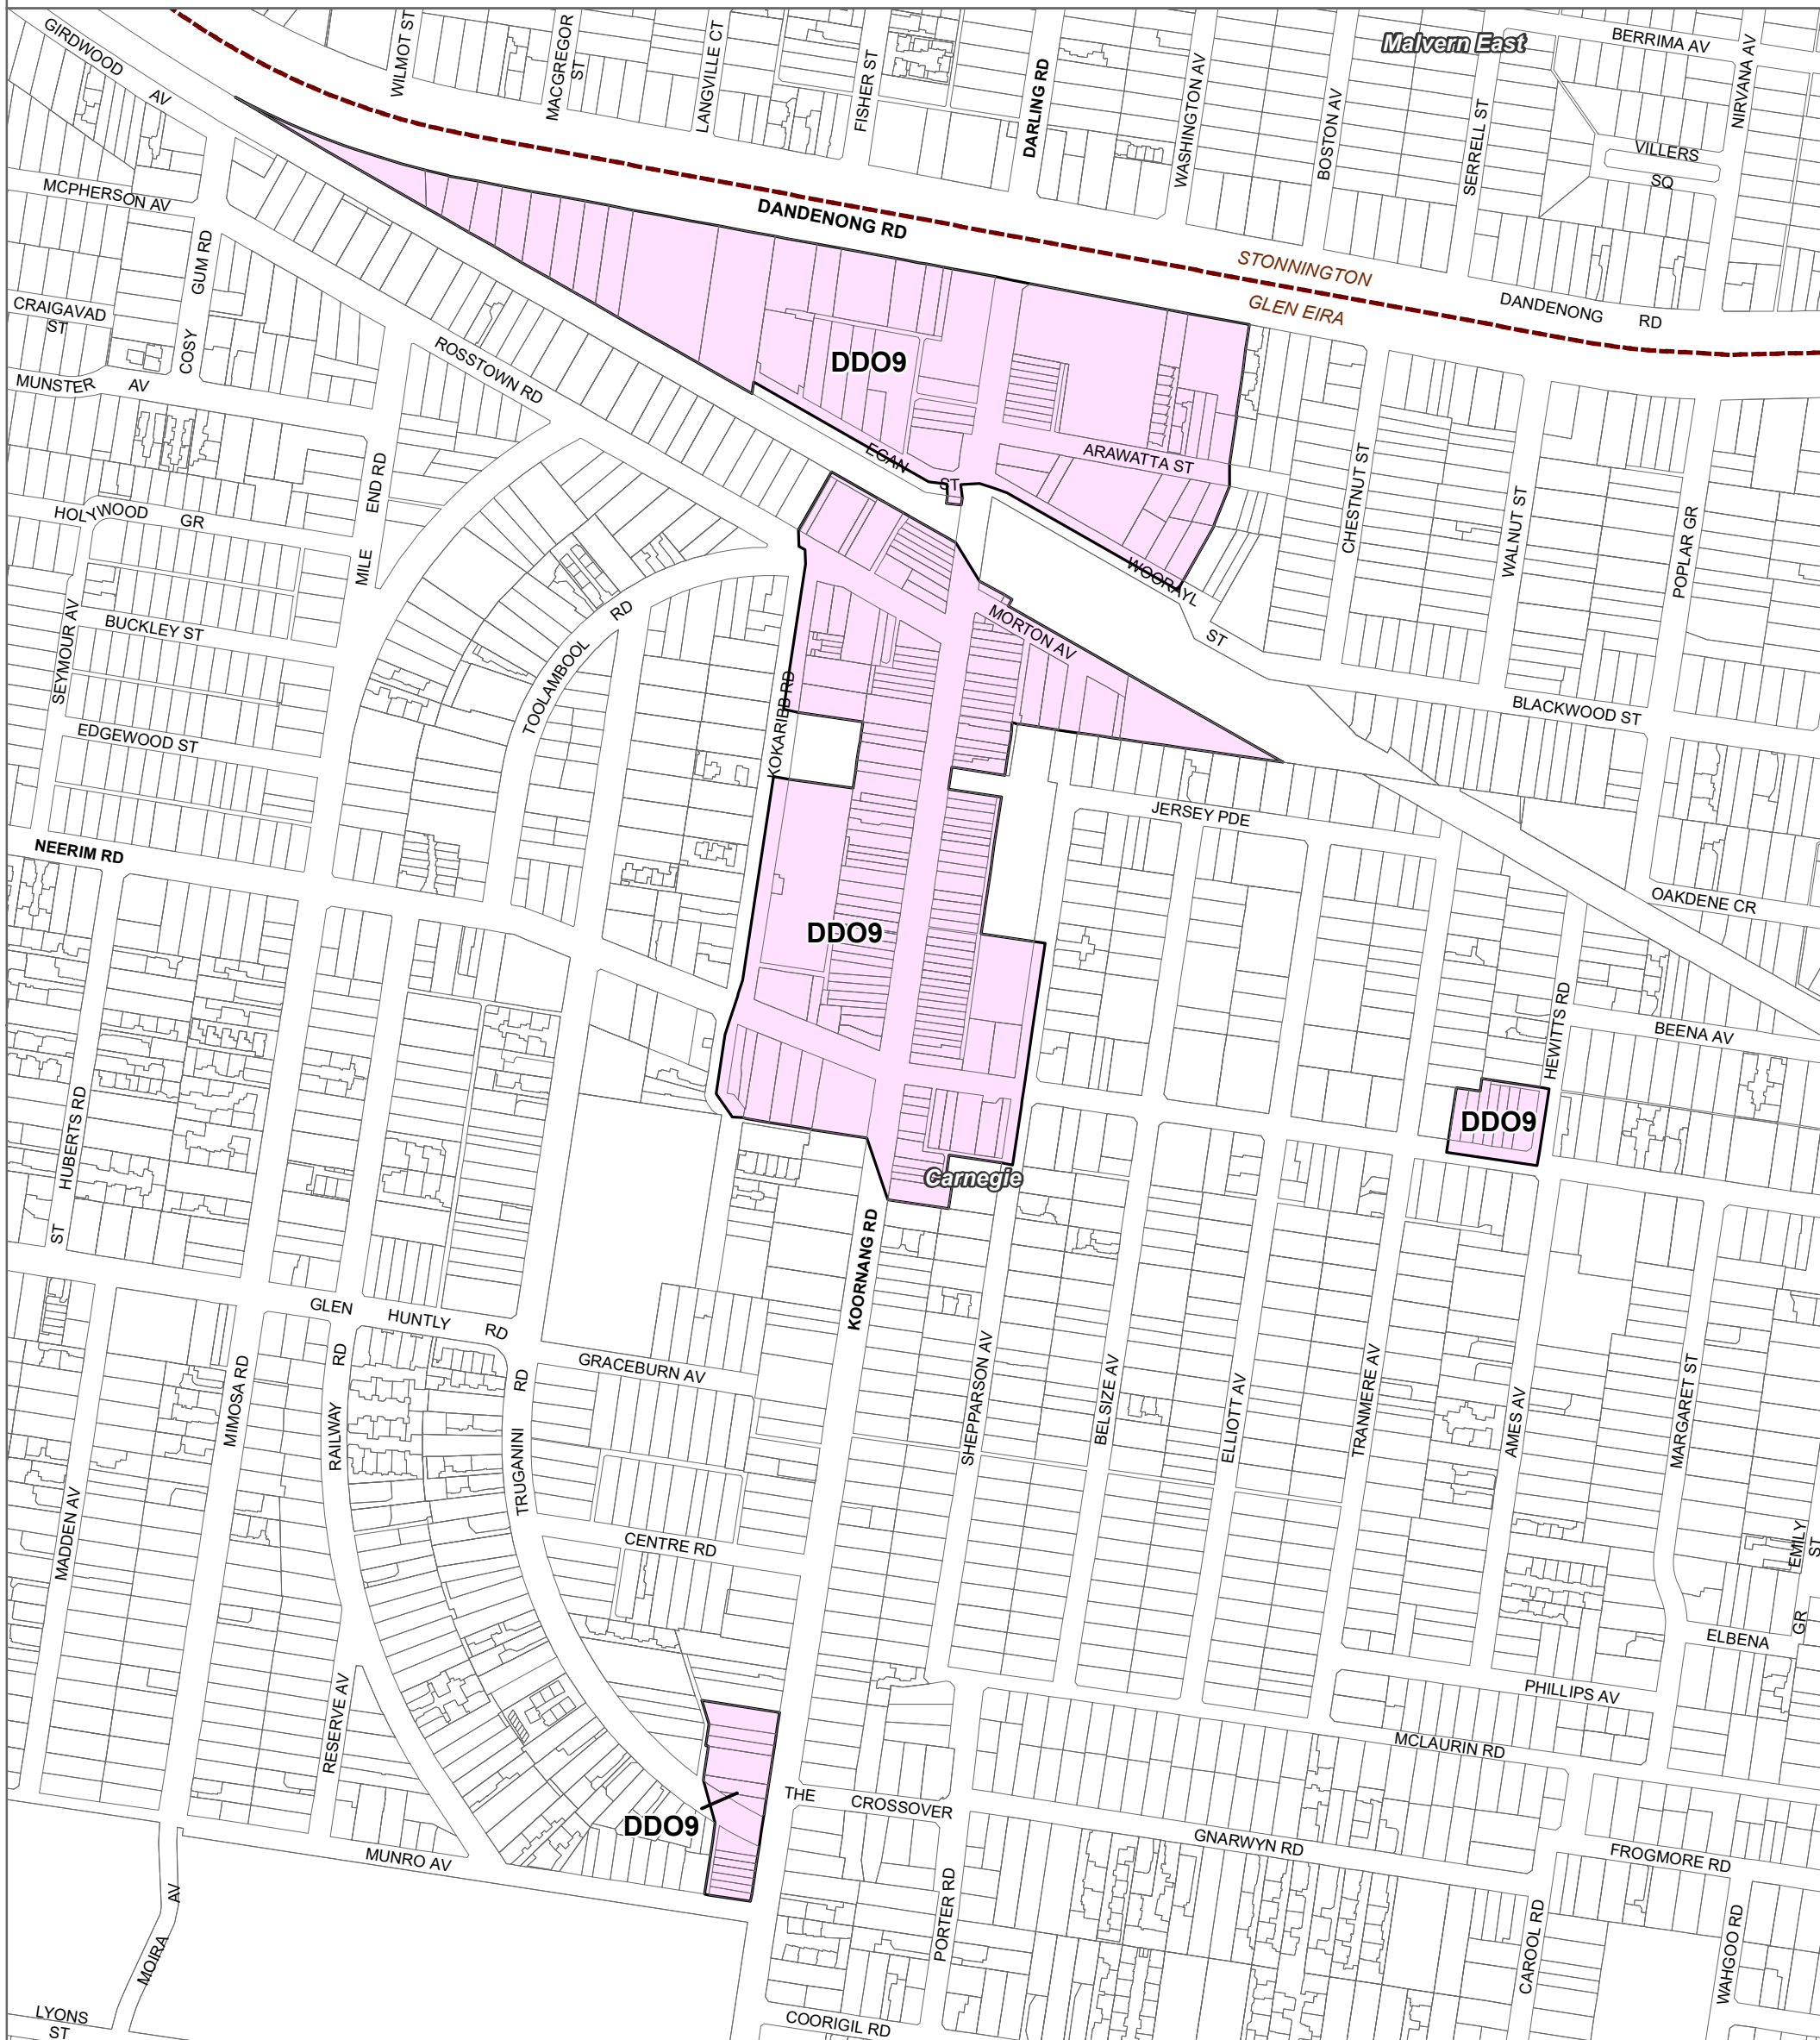 GIRDWOOD
AV
WILMOT ST
MACGREGOR
ST
LANGVILLE CT
FISHER ST
DARLING RD
WASHINGTON AV
BOSTON AV
Malvern East
SERRELL ST
BERRIMA AV
NIRVANA AV
VILLERS
SQ
MCPHERSON AV
GUM RD
COSY
DANDENONG RD
STONNINGTON
GLEN EIRA
DANDENONG
RD
CRAIGAVAD
ST
MUNSTER
AV
ROSSTOWN RD
DDO9
EGAN
ST
ARAWATTA ST
CHESTNUT ST
WALNUT ST
POPLAR GR
HOLYWOOD
GR
END RD
MILE
WOORAYL
ST
MORTON AV
SEYMOUR AV
BUCKLEY ST
TOOLAMBOOL
RD
KOKARIBB RD
EDGEWOOD ST
BLACKWOOD ST
JERSEY PDE
NEERIM RD
OAKDENE CR
DDO9
HEWITTS RD
BEENA AV
DDO9
HUBERTS RD
ST
Carnegie
KOORNANG RD
GLEN
HUNTLY
RD
GRACEBURN AV
MIMOSA RD
RAILWAY
RD
TRUGANINI
RD
SHEPPARSON AV
BELSIZE AV
ELLIOTT AV
TRANMERE AV
AMES AV
MARGARET ST
MADDEN AV
CENTRE RD
EMILY
ST
GR
ELBENA
RESERVE AV
PHILLIPS AV
MCLAURIN RD
THE
CROSSOVER
DDO9
GNARWYN RD
FROGMORE RD
MUNRO AV
AV
MOIRA
PORTER RD
CAROOL RD
WAHGOO RD
LYONS
ST
COORIGIL RD